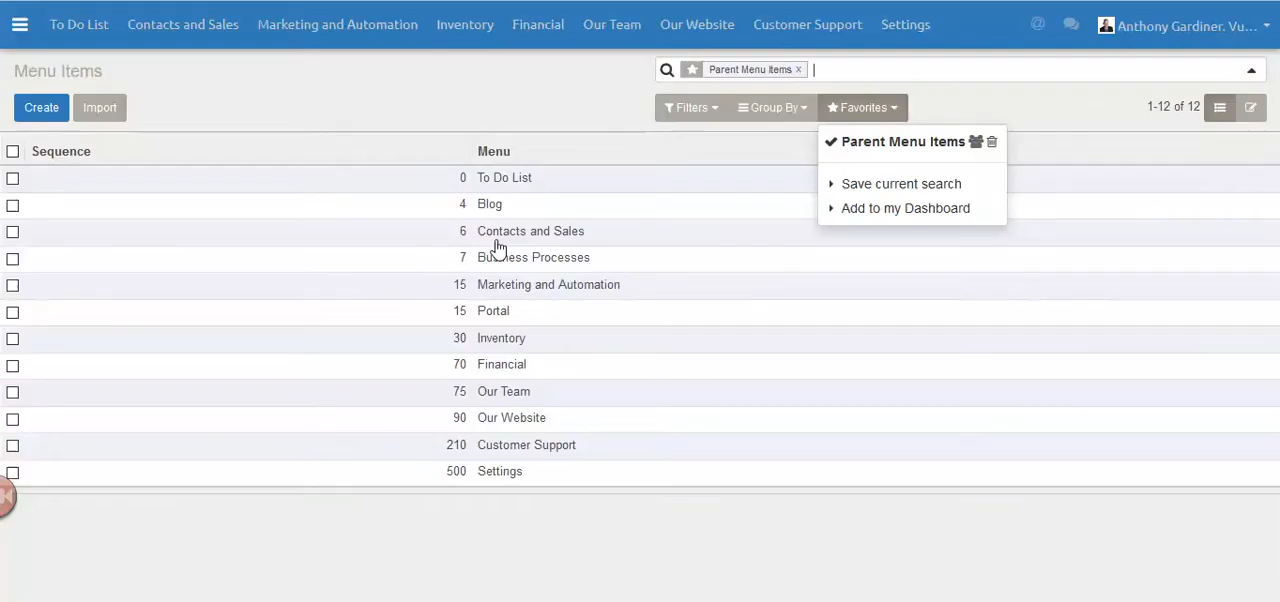 To Do List Contacts and Sales Marketing and Automation Inventory Financial Our Team Our Website Customer Support Settings @ Anthony Gardiner. Vu...
Menu Items
Parent Menu Items x
Create Import
Filters Group By Favorites 1-12 of 12
Parent Menu Items
Save current search
Add to my Dashboard
Sequence Menu
0 To Do List
4 Blog
6 Contacts and Sales
7 Business Processes
15 Marketing and Automation
15 Portal
30 Inventory
70 Financial
75 Our Team
90 Our Website
210 Customer Support
500 Settings